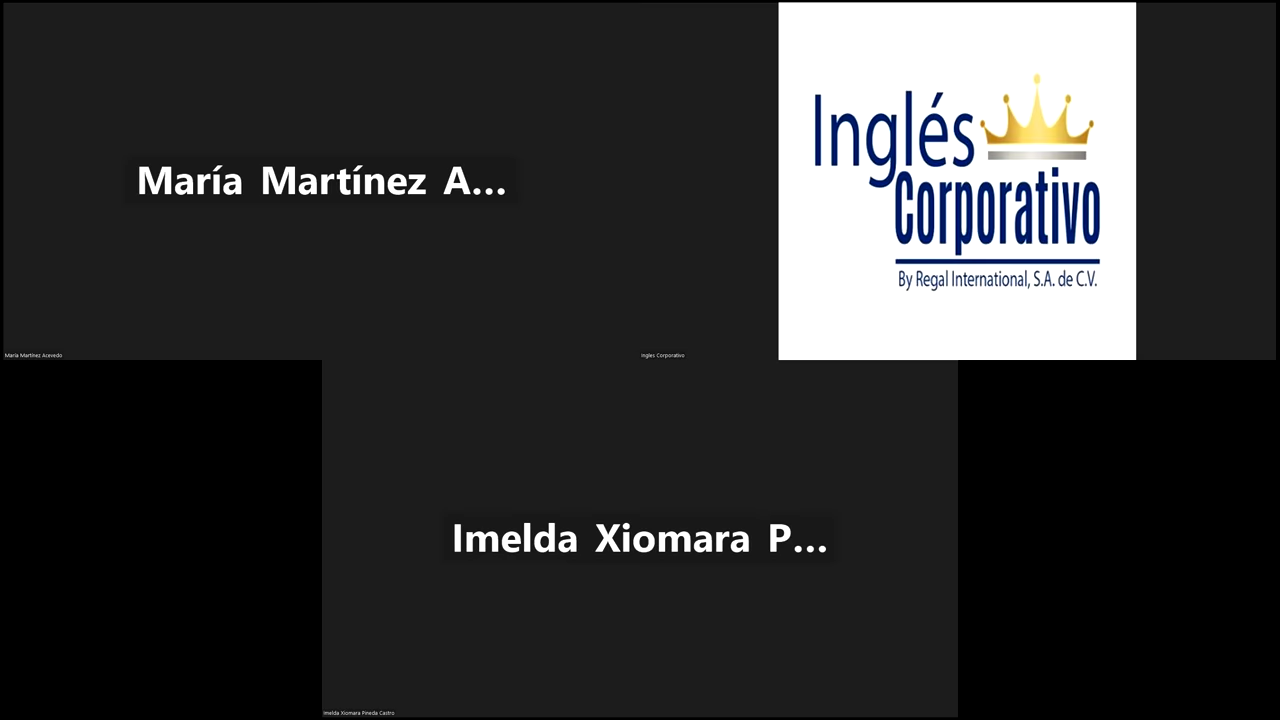 María Martínez A...
María Martínez Acevedo
Inglés
Corporativo
By Regal International, S.A. de C.V.
Ingles Corporativo
Imelda Xiomara P...
Imelda Xiomara Pineda Castro